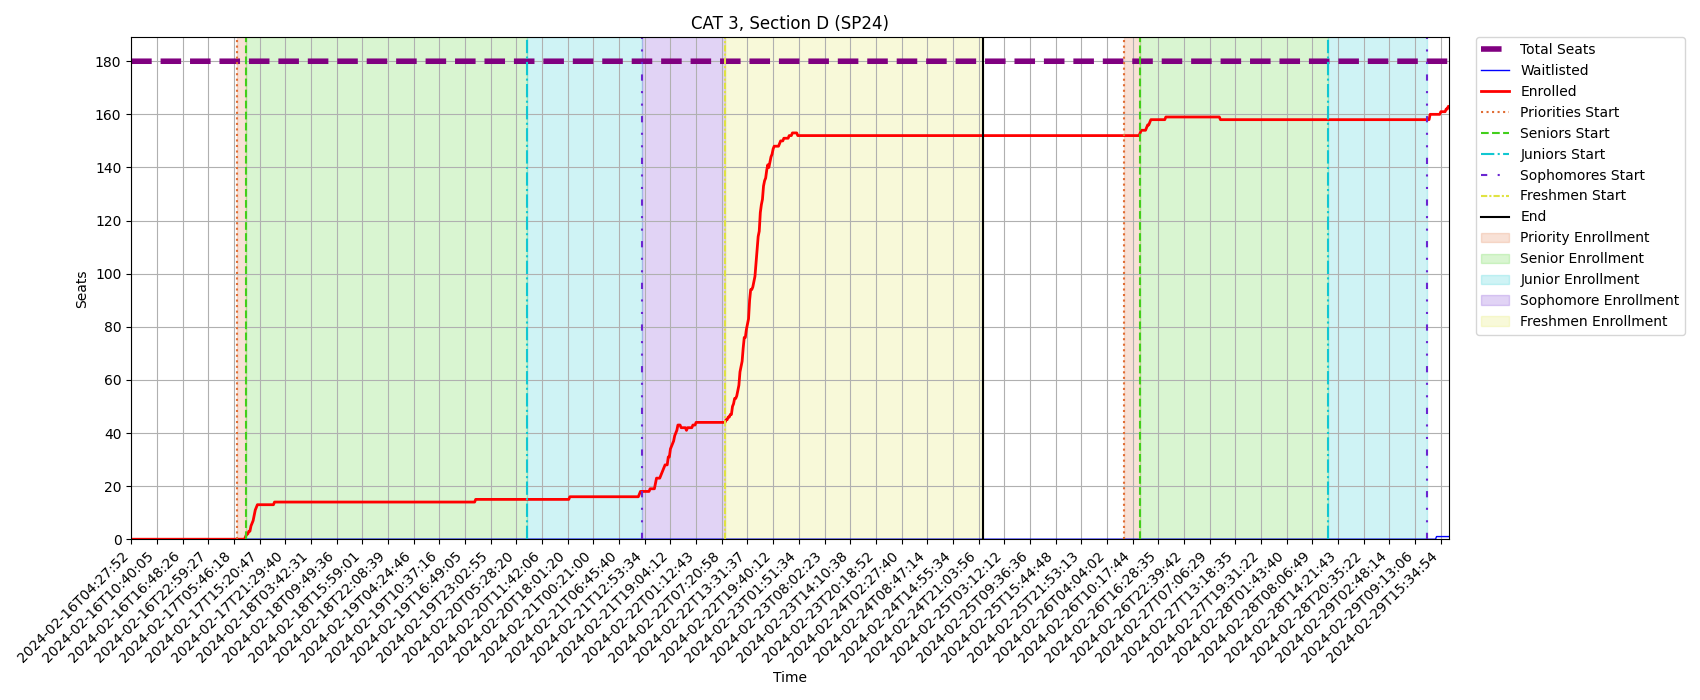 CAT 3, Section D (SP24)
Seats
180
160
140
120
100
80
60
40
20
0
2024-02-16T04:27:52
2024-02-16T10:40:05
2024-02-16T16:48:26
2024-02-16T22:59:27
2024-02-17T05:46:18
2024-02-17T15:20:47
2024-02-17T21:29:40
2024-02-18T03:42:31
2024-02-18T09:49:36
2024-02-18T15:59:01
2024-02-18T22:08:39
2024-02-19T04:24:46
2024-02-19T10:37:16
2024-02-19T16:49:05
2024-02-19T23:02:55
2024-02-20T05:28:20
2024-02-20T11:42:06
2024-02-20T18:01:20
2024-02-21T00:21:00
2024-02-21T06:45:40
2024-02-21T12:53:34
2024-02-21T19:04:12
2024-02-22T01:12:43
2024-02-22T07:20:58
2024-02-22T13:31:37
2024-02-22T19:40:12
2024-02-23T01:51:34
2024-02-23T08:02:23
2024-02-23T14:10:38
2024-02-23T20:18:52
2024-02-24T02:27:40
2024-02-24T08:47:14
2024-02-24T14:55:34
2024-02-24T21:03:56
2024-02-25T03:12:12
2024-02-25T09:36:36
2024-02-25T15:44:48
2024-02-25T21:53:13
2024-02-26T04:04:02
2024-02-26T10:17:44
2024-02-26T16:28:35
2024-02-26T22:39:42
2024-02-27T07:06:29
2024-02-27T13:18:35
2024-02-27T19:31:22
2024-02-28T01:43:40
2024-02-28T08:06:49
2024-02-28T14:21:43
2024-02-28T20:35:22
2024-02-29T02:48:14
2024-02-29T09:13:06
2024-02-29T15:34:54
Time
Total Seats
Waitlisted
Enrolled
Priorities Start
Seniors Start
Juniors Start
Sophomores Start
Freshmen Start
End
Priority Enrollment
Senior Enrollment
Junior Enrollment
Sophomore Enrollment
Freshmen Enrollment